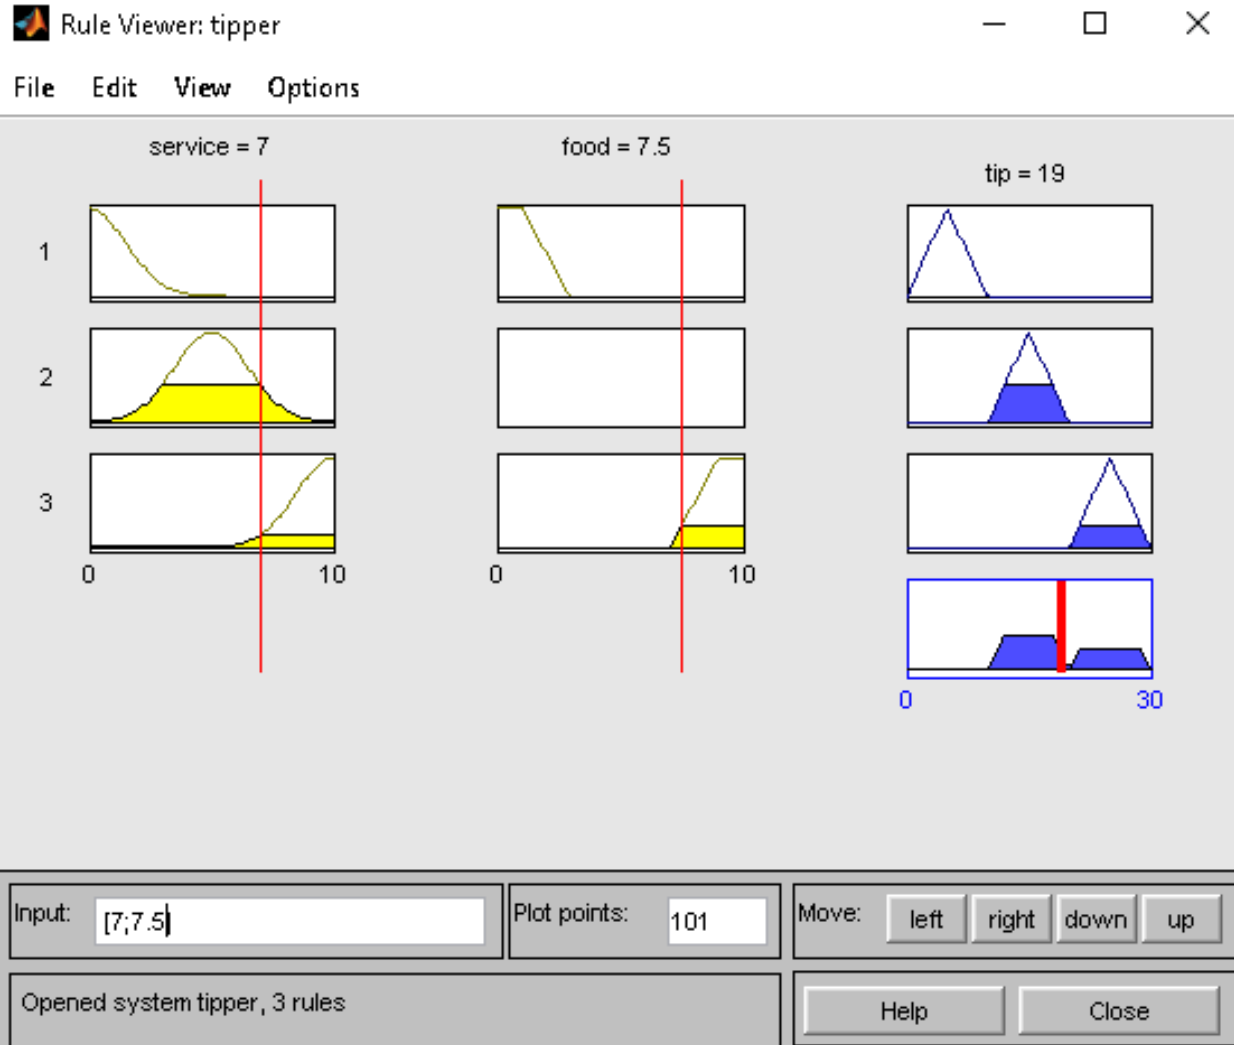 Rule Viewer: tipper
File Edit View Options
service = 7 food = 7.5
tip = 19
1
2
3
0 10 0 10
0 30
Input: [7;7.5] Plot points: 101 Move: left right down up
Opened system tipper, 3 rules Help Close